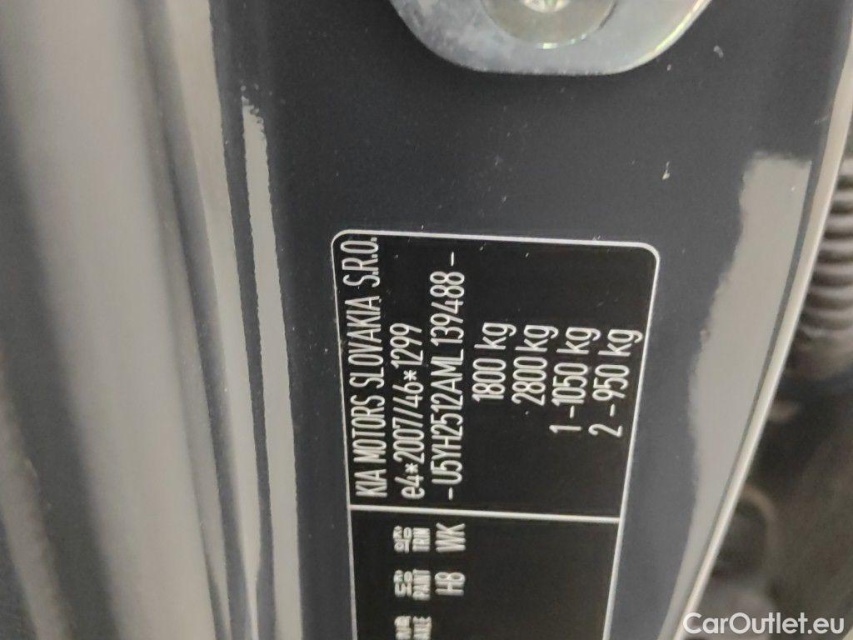 KIA MOTORS SLOVAKIA S.R.O.
e4*2007/46*1299
-U5YH2512AML139488-
1800 kg
2800 kg
1-1050 kg
2-950 kg
PAINT TRIM
H8 WK
CarOutlet.eu